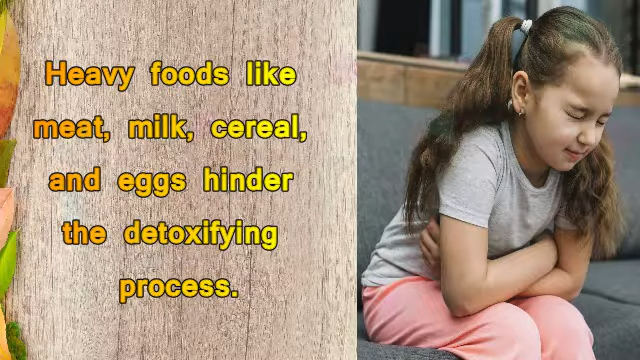 Heavy foods like
meat, milk, cereal,
and eggs hinder
the detoxifying
process.